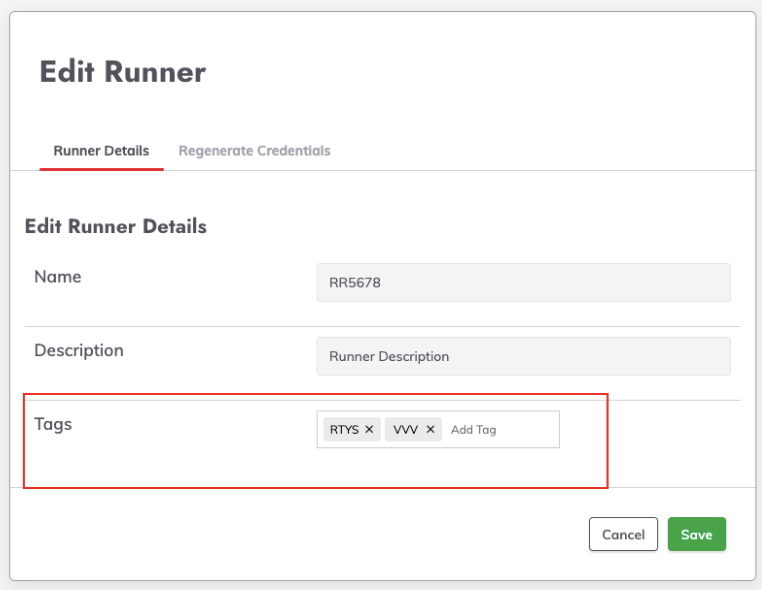 Edit Runner
Runner Details Regenerate Credentials
Edit Runner Details
Name RR5678
Description Runner Description
Tags RTYS ✕ VVV ✕ Add Tag
Cancel Save